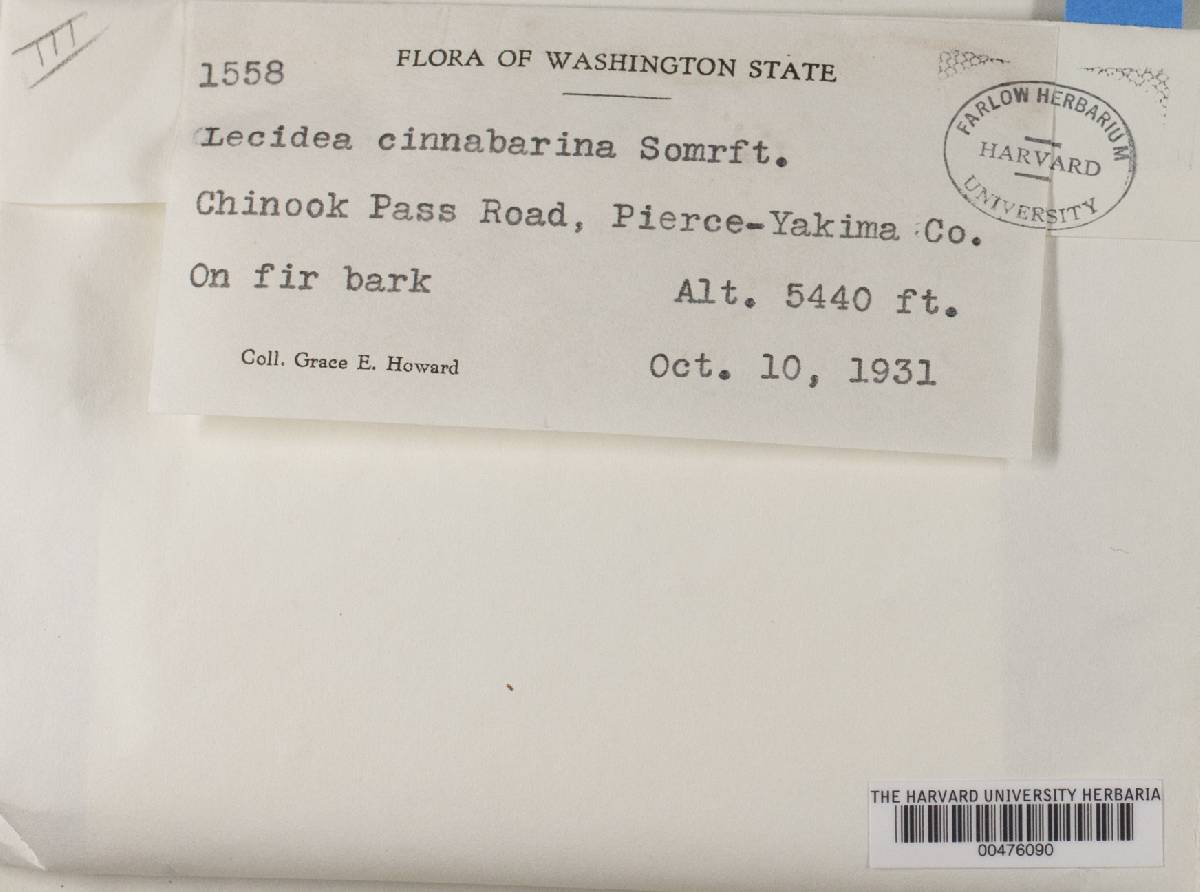 III
FLORA OF WASHINGTON STATE
1558
Lecidea cinnabarina Somrft.
Chinook Pass Road, Pierce-Yakima Co.
On fir bark Alt. 5440 ft.
Coll. Grace E. Howard Oct. 10, 1931
FARLOW HERBARIUM
HARVARD
UNIVERSITY
THE HARVARD UNIVERSITY HERBARIA
00476090